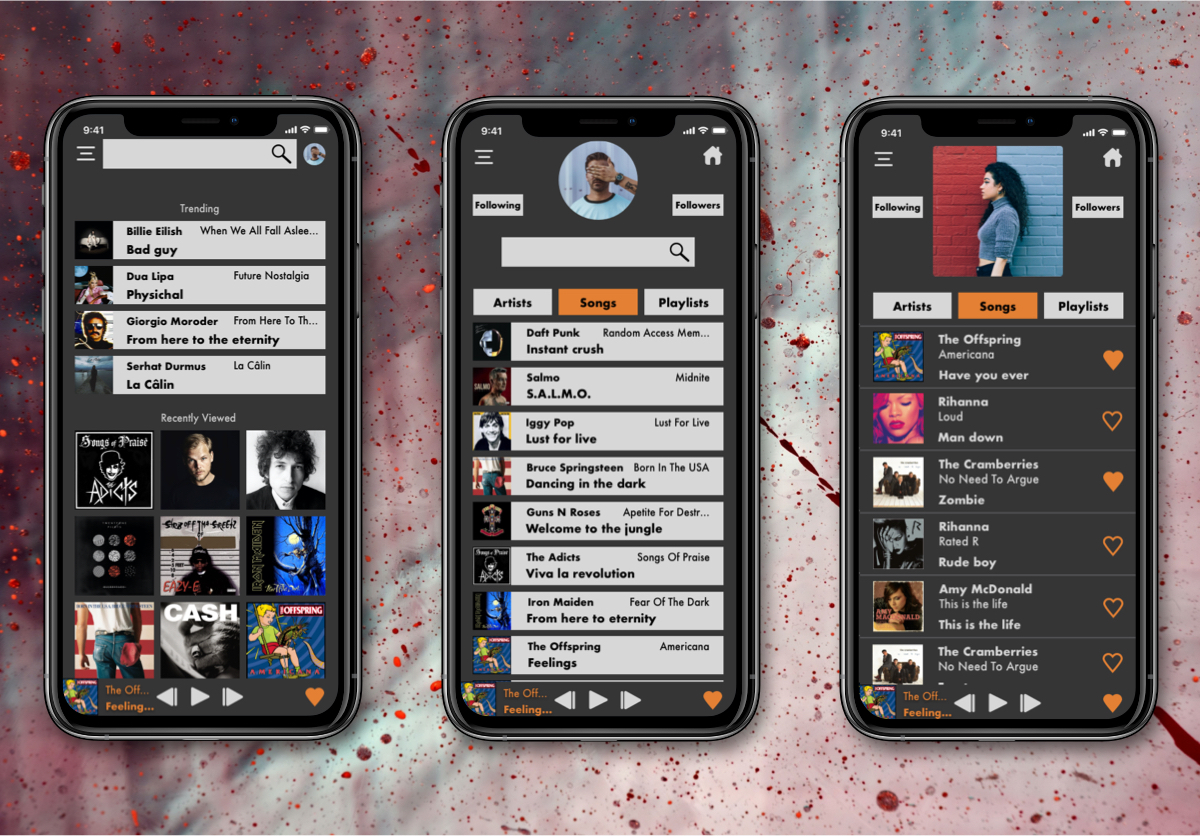 9:41
Trending
Billie Eilish When We All Fall Aslee...
Bad guy
Dua Lipa Future Nostalgia
Physichal
Giorgio Moroder From Here To Th...
From here to the eternity
Serhat Durmus La Câlin
La Câlin
Recently Viewed
Songs of Praise
THE ADICTS
EAZY-E
IRON MAIDEN
CASH
THE OFFSPRING
AMERICANA
The Off...
Feeling...
9:41
Following
Followers
Artists
Songs
Playlists
Daft Punk Random Access Mem...
Instant crush
SALMO
Salmo Midnite
S.A.L.M.O.
Iggy Pop Lust For Live
Lust for live
Bruce Springsteen Born In The USA
Dancing in the dark
Guns N Roses Apetite For Destr...
Welcome to the jungle
Songs of Praise
ADICTS
The Adicts Songs Of Praise
Viva la revolution
Iron Maiden Fear Of The Dark
From here to eternity
The Offspring Americana
Feelings
The Off...
Feeling...
9:41
Following
Followers
Artists
Songs
Playlists
The Offspring
Americana
Have you ever
Rihanna
Loud
Man down
The Cramberries
No Need To Argue
Zombie
Rihanna
Rated R
Rude boy
AMY MACDONALD
Amy McDonald
This is the life
This is the life
The Cramberries
No Need To Argue
The Off...
Feeling...